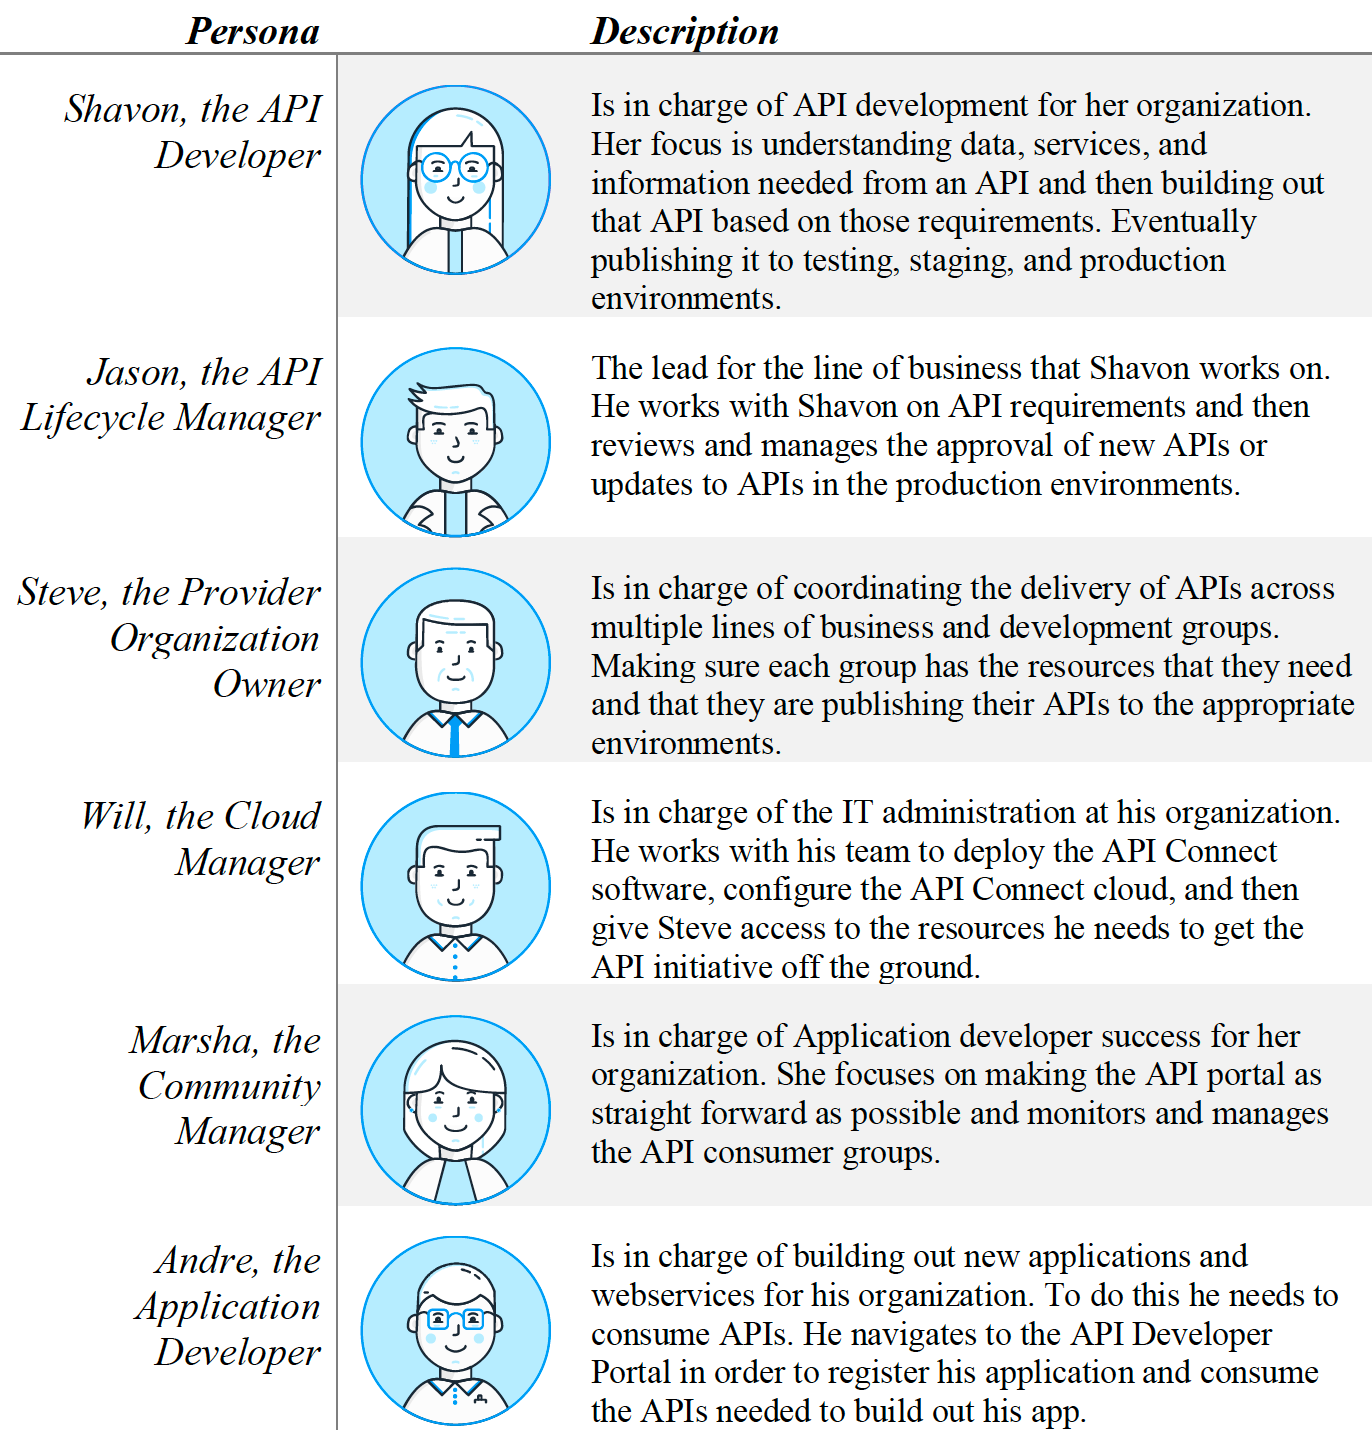 Persona
Description
Shavon, the API
Developer
Is in charge of API development for her organization.
Her focus is understanding data, services, and
information needed from an API and then building out
that API based on those requirements. Eventually
publishing it to testing, staging, and production
environments.
Jason, the API
Lifecycle Manager
The lead for the line of business that Shavon works on.
He works with Shavon on API requirements and then
reviews and manages the approval of new APIs or
updates to APIs in the production environments.
Steve, the Provider
Organization
Owner
Is in charge of coordinating the delivery of APIs across
multiple lines of business and development groups.
Making sure each group has the resources that they need
and that they are publishing their APIs to the appropriate
environments.
Will, the Cloud
Manager
Is in charge of the IT administration at his organization.
He works with his team to deploy the API Connect
software, configure the API Connect cloud, and then
give Steve access to the resources he needs to get the
API initiative off the ground.
Marsha, the
Community
Manager
Is in charge of Application developer success for her
organization. She focuses on making the API portal as
straight forward as possible and monitors and manages
the API consumer groups.
Andre, the
Application
Developer
Is in charge of building out new applications and
webservices for his organization. To do this he needs to
consume APIs. He navigates to the API Developer
Portal in order to register his application and consume
the APIs needed to build out his app.